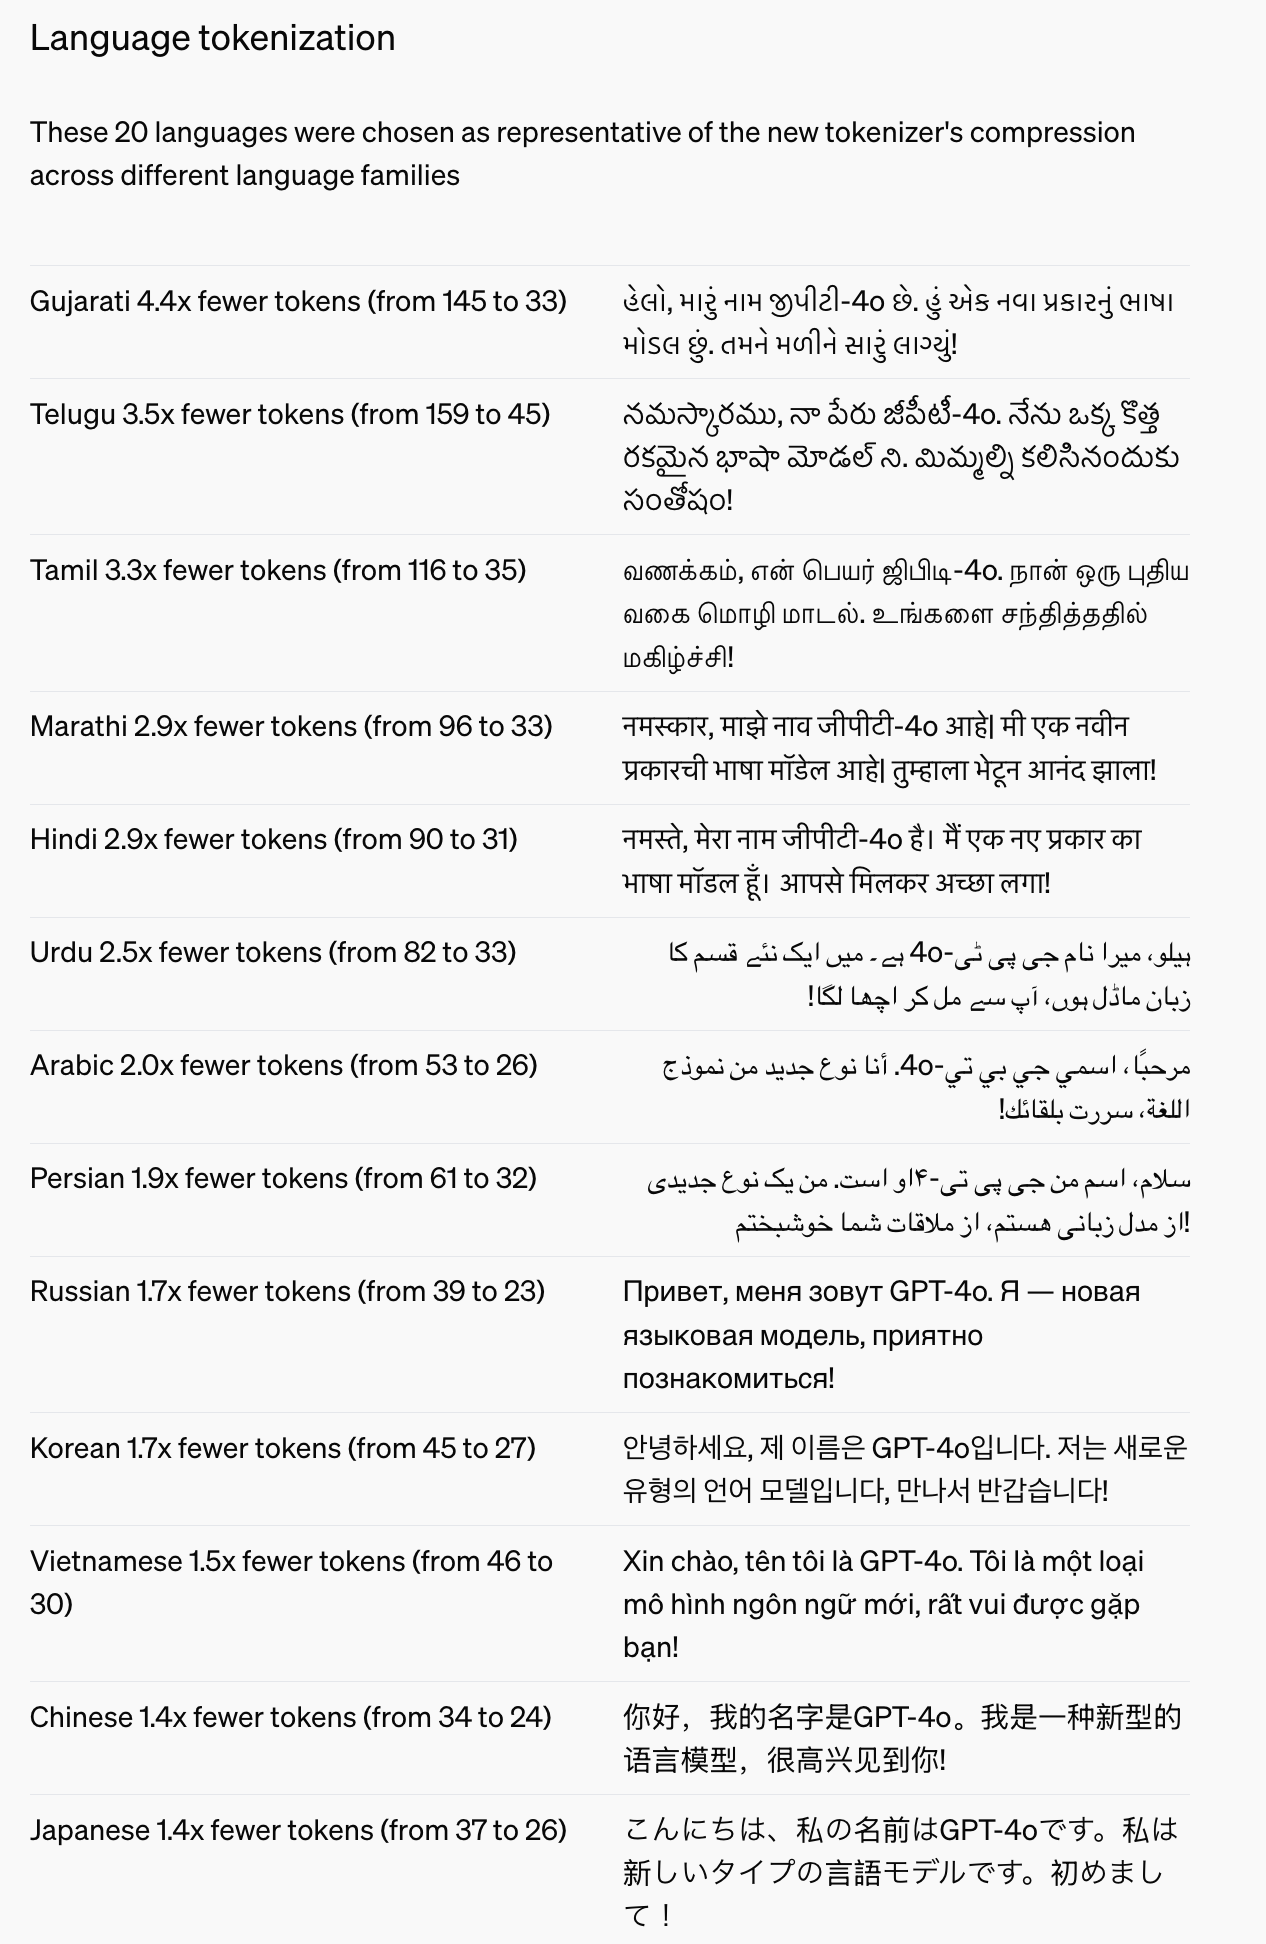 Language tokenization
These 20 languages were chosen as representative of the new tokenizer's compression
across different language families
Gujarati 4.4x fewer tokens (from 145 to 33)
હેલો, મારું નામ જીપીટી-4o છે. હું એક નવા પ્રકારનું ભાષા
મોડલ છું. તમને મળીને સારું લાગ્યું!
Telugu 3.5x fewer tokens (from 159 to 45)
నమస్కారము, నా పేరు జీపీటీ-4o. నేను ఒక్క కొత్త
రకమైన భాషా మోడల్ ని. మిమ్మల్ని కలిసినందుకు
సంతోషం!
Tamil 3.3x fewer tokens (from 116 to 35)
வணக்கம், என் பெயர் ஜிபிடி-4o. நான் ஒரு புதிய
வகை மொழி மாடல். உங்களை சந்தித்ததில்
மகிழ்ச்சி!
Marathi 2.9x fewer tokens (from 96 to 33)
नमस्कार, माझे नाव जीपीटी-4o आहे| मी एक नवीन
प्रकारची भाषा मॉडेल आहे| तुम्हाला भेटून आनंद झाला!
Hindi 2.9x fewer tokens (from 90 to 31)
नमस्ते, मेरा नाम जीपीटी-4o है। मैं एक नए प्रकार का
भाषा मॉडल हूँ। आपसे मिलकर अच्छा लगा!
Urdu 2.5x fewer tokens (from 82 to 33)
ہیلو، میرا نام جی پی ٹی-4o ہے۔ میں ایک نئے قسم کا
زبان ماڈل ہوں، آپ سے مل کر اچھا لگا!
Arabic 2.0x fewer tokens (from 53 to 26)
مرحبًا، اسمي جي بي تي-4o. أنا نوع جديد من نموذج
اللغة، سررت بلقائك!
Persian 1.9x fewer tokens (from 61 to 32)
سلام، اسم من جی پی تی-۴او است. من یک نوع جدیدی
از مدل زبانی هستم، از ملاقات شما خوشبختم!
Russian 1.7x fewer tokens (from 39 to 23)
Привет, меня зовут GPT-4o. Я — новая
языковая модель, приятно
познакомиться!
Korean 1.7x fewer tokens (from 45 to 27)
안녕하세요, 제 이름은 GPT-4o입니다. 저는 새로운
유형의 언어 모델입니다, 만나서 반갑습니다!
Vietnamese 1.5x fewer tokens (from 46 to
30)
Xin chào, tên tôi là GPT-4o. Tôi là một loại
mô hình ngôn ngữ mới, rất vui được gặp
bạn!
Chinese 1.4x fewer tokens (from 34 to 24)
你好，我的名字是GPT-4o。我是一种新型的
语言模型，很高兴见到你!
Japanese 1.4x fewer tokens (from 37 to 26)
こんにちは、私の名前はGPT-4oです。私は
新しいタイプの言語モデルです。初めまし
て！